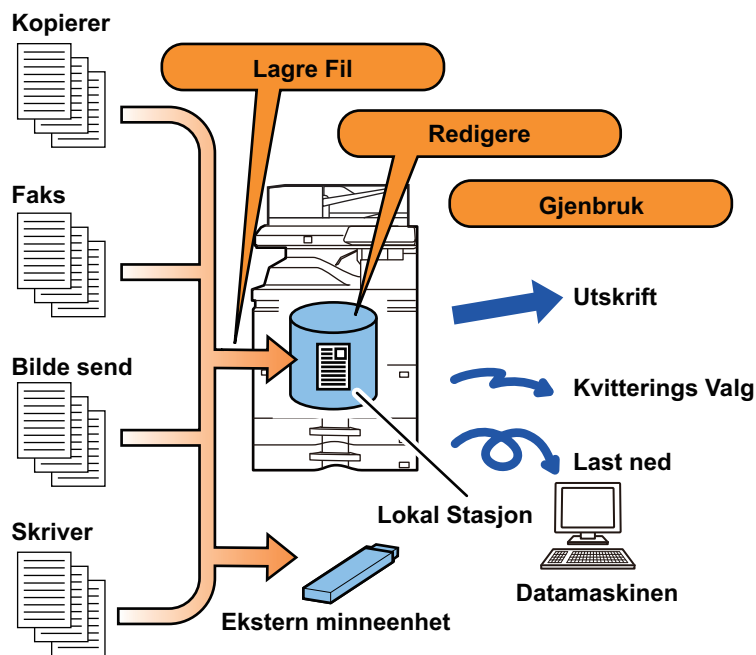 Kopierer
Lagre Fil
Redigere
Faks
Gjenbruk
Utskrift
Bilde send
Kvitterings Valg
Last ned
Lokal Stasjon
Skriver
Datamaskinen
Ekstern minneenhet